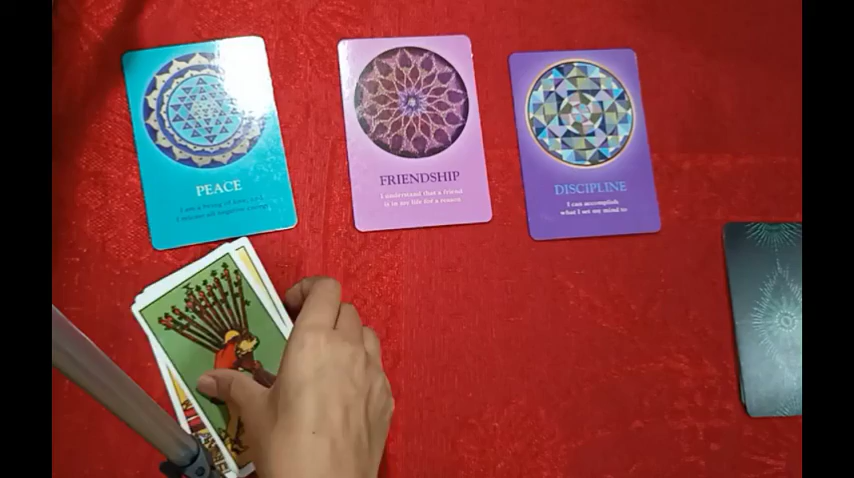 PEACE
I am a being of Love, and
I release all negative energy
FRIENDSHIP
I understand that a friend
is in my life for a reason
DISCIPLINE
I can accomplish
what I set my mind to